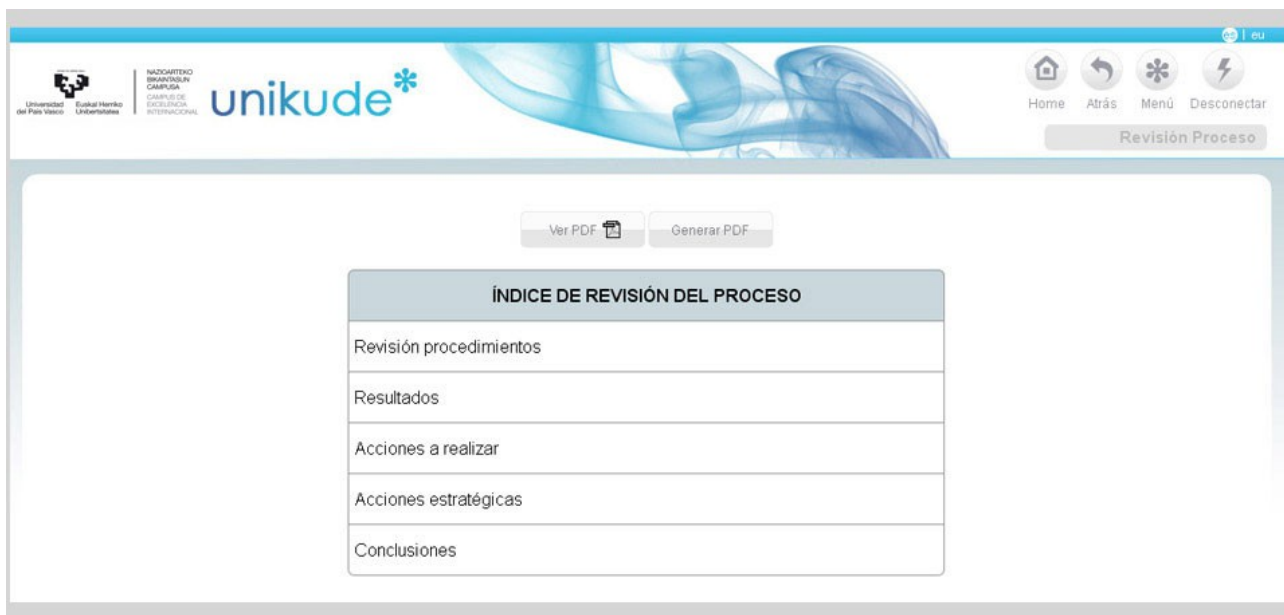 es | eu
Universidad del País Vasco
Euskal Herriko Unibertsitatea
NAZIOARTEKO
BIKAINTASUN
CAMPUSA
CAMPUS DE
EXCELENCIA
INTERNACIONAL
unikude*
Home
Atrás
Menú
Desconectar
Revisión Proceso
Ver PDF
Generar PDF
ÍNDICE DE REVISIÓN DEL PROCESO
Revisión procedimientos
Resultados
Acciones a realizar
Acciones estratégicas
Conclusiones